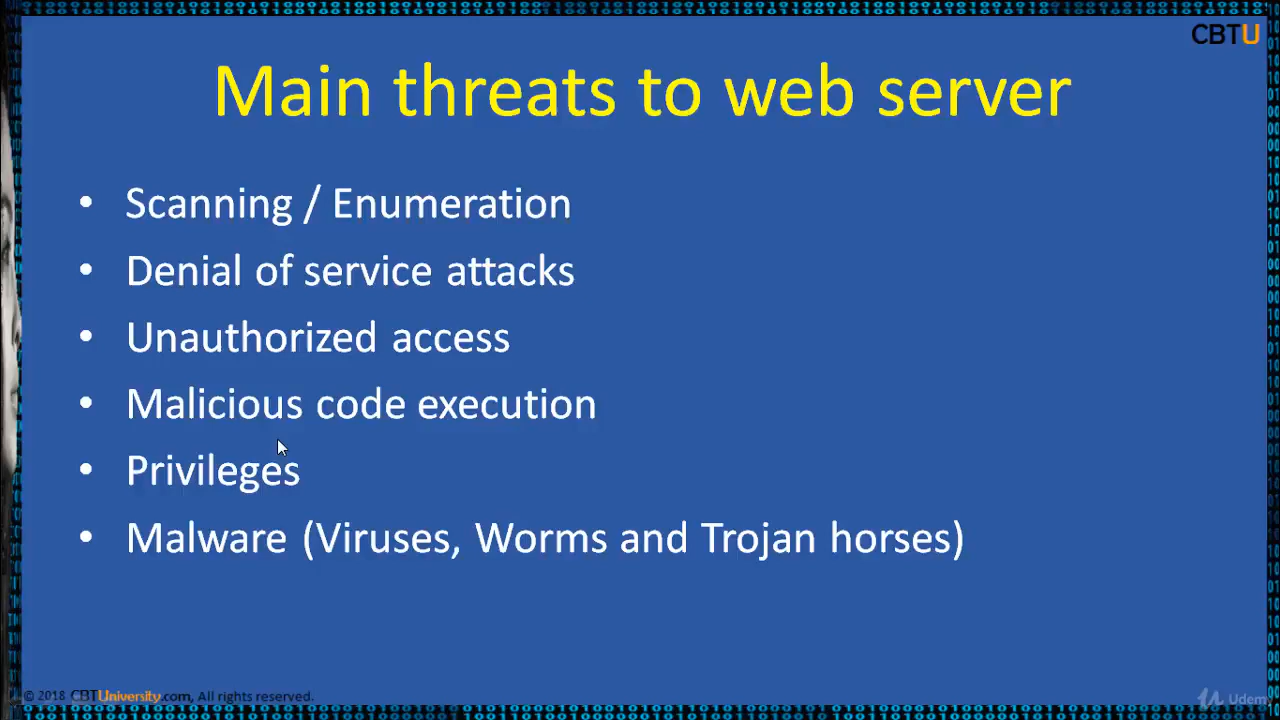 CBTU
Main threats to web server
• Scanning / Enumeration
• Denial of service attacks
• Unauthorized access
• Malicious code execution
• Privileges
• Malware (Viruses, Worms and Trojan horses)
© 2018 CBTUniversity.com, All rights reserved.
Udemy